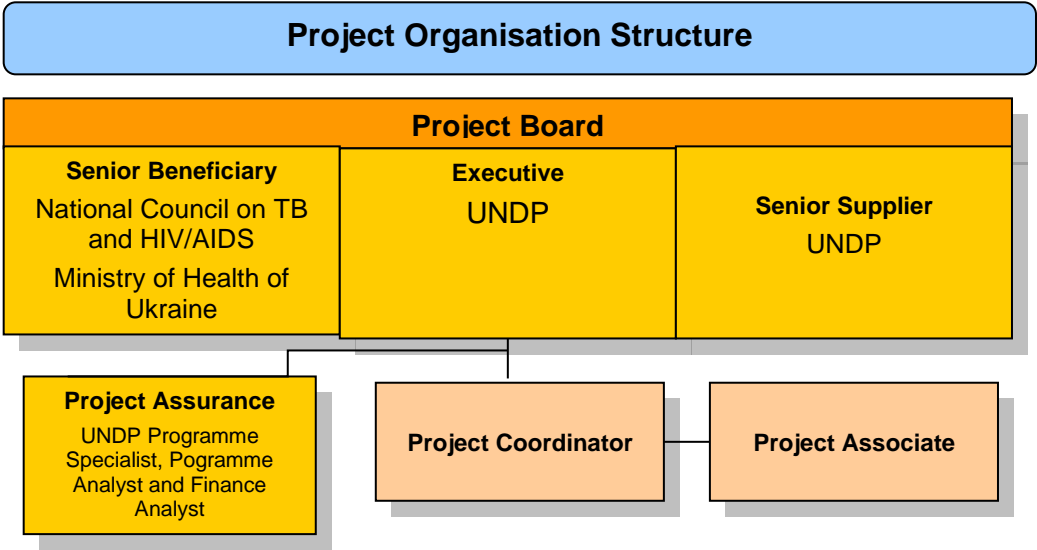 Project Organisation Structure
Project Board
Senior Beneficiary
National Council on TB
and HIV/AIDS
Ministry of Health of
Ukraine
Executive
UNDP
Senior Supplier
UNDP
Project Assurance
UNDP Programme
Specialist, Pogramme
Analyst and Finance
Analyst
Project Coordinator
Project Associate